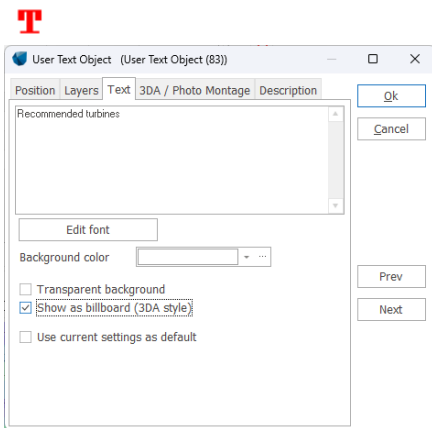 T
User Text Object (User Text Object (83))
Position Layers Text 3DA / Photo Montage Description
Ok
Recommended turbines
Cancel
Edit font
Background color
Prev
Transparent background
Show as billboard (3DA style)
Next
Use current settings as default